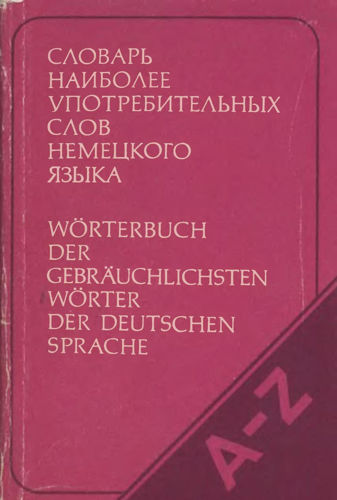 СЛОВАРЬ
НАИБОЛЕЕ
УПОТРЕБИТЕЛЬНЫХ
СЛОВ
НЕМЕЦКОГО
ЯЗЫКА
WÖRTERBUCH
DER
GEBRÄUCHLICHSTEN
WÖRTER
DER DEUTSCHEN
SPRACHE
A-Z